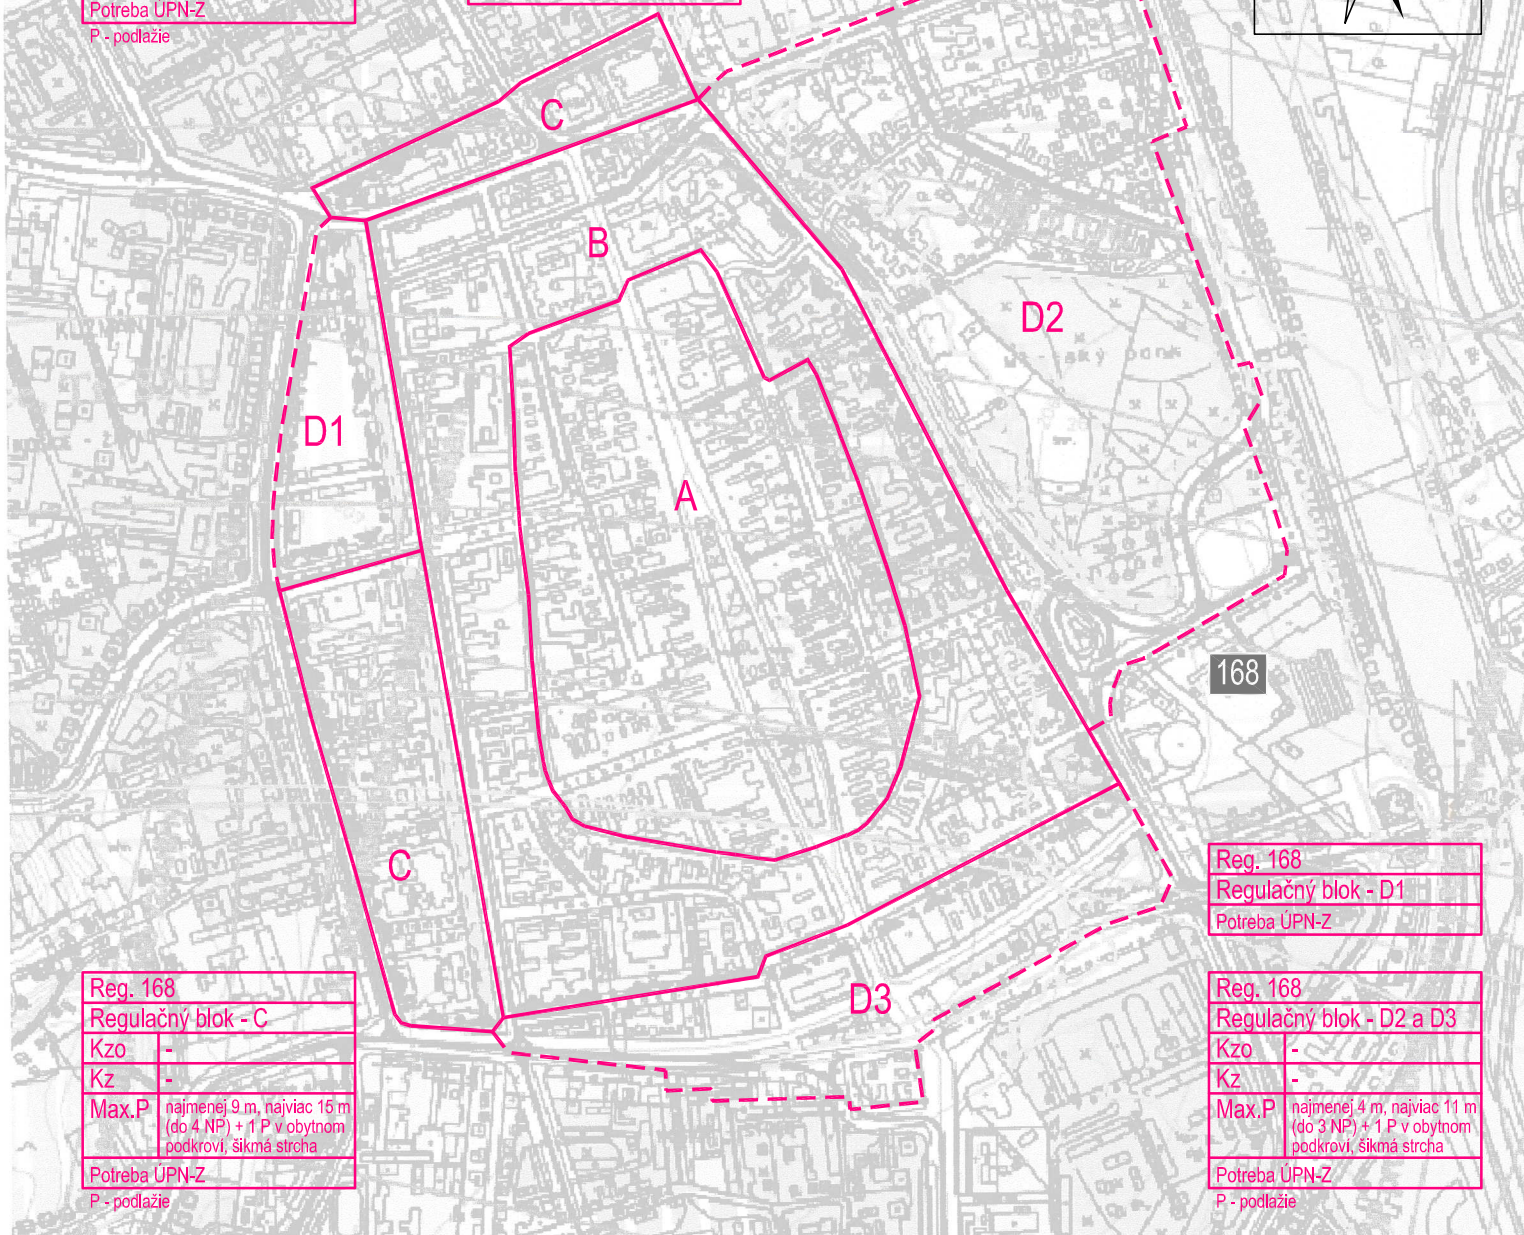 Potreba ÚPN-Z
P - podlažie
C
B
D2
D1
A
168
C
D3
Reg. 168
Regulačný blok - D1
Potreba ÚPN-Z
Reg. 168
Regulačný blok - C
Kzo -
Kz -
Max.P najmenej 9 m, najviac 15 m
(do 4 NP) + 1 P v obytnom
podkroví, šikmá strcha
Potreba ÚPN-Z
P - podlažie
Reg. 168
Regulačný blok - D2 a D3
Kzo -
Kz -
Max.P najmenej 4 m, najviac 11 m
(do 3 NP) + 1 P v obytnom
podkroví, šikmá strcha
Potreba ÚPN-Z
P - podlažie